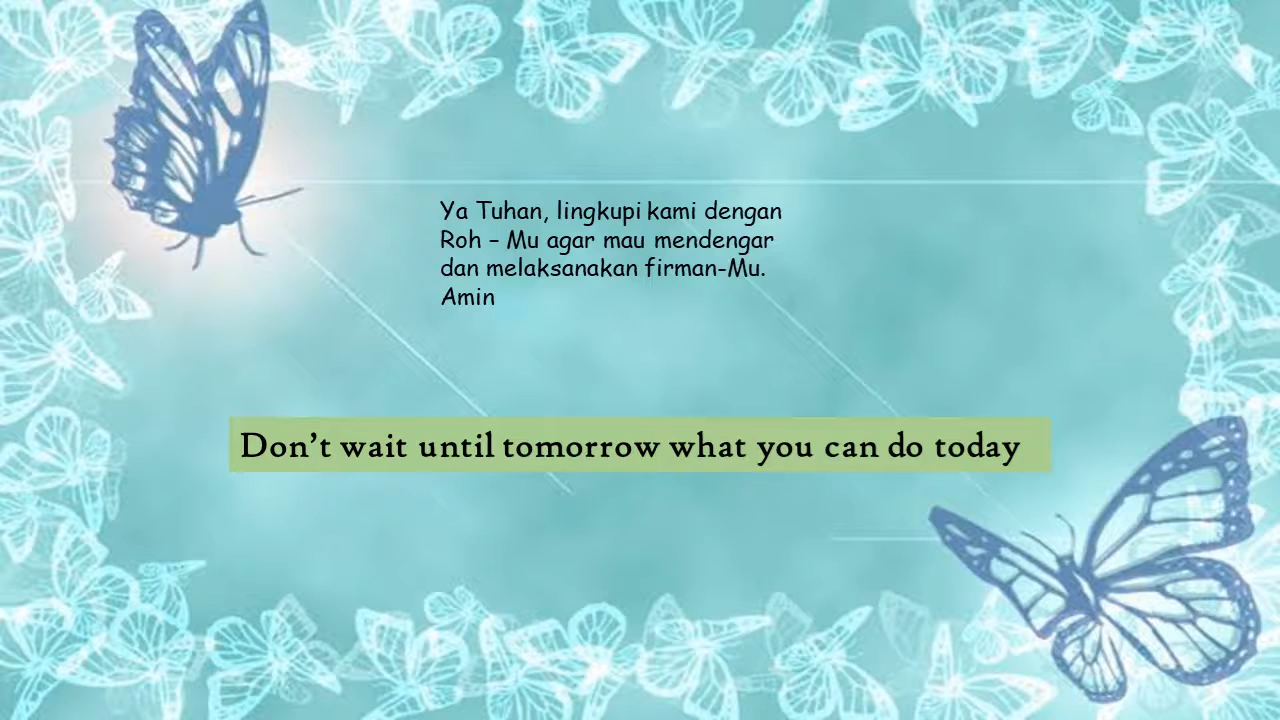 Ya Tuhan, lingkupi kami dengan
Roh – Mu agar mau mendengar
dan melaksanakan firman-Mu.
Amin
Don’t wait until tomorrow what you can do today